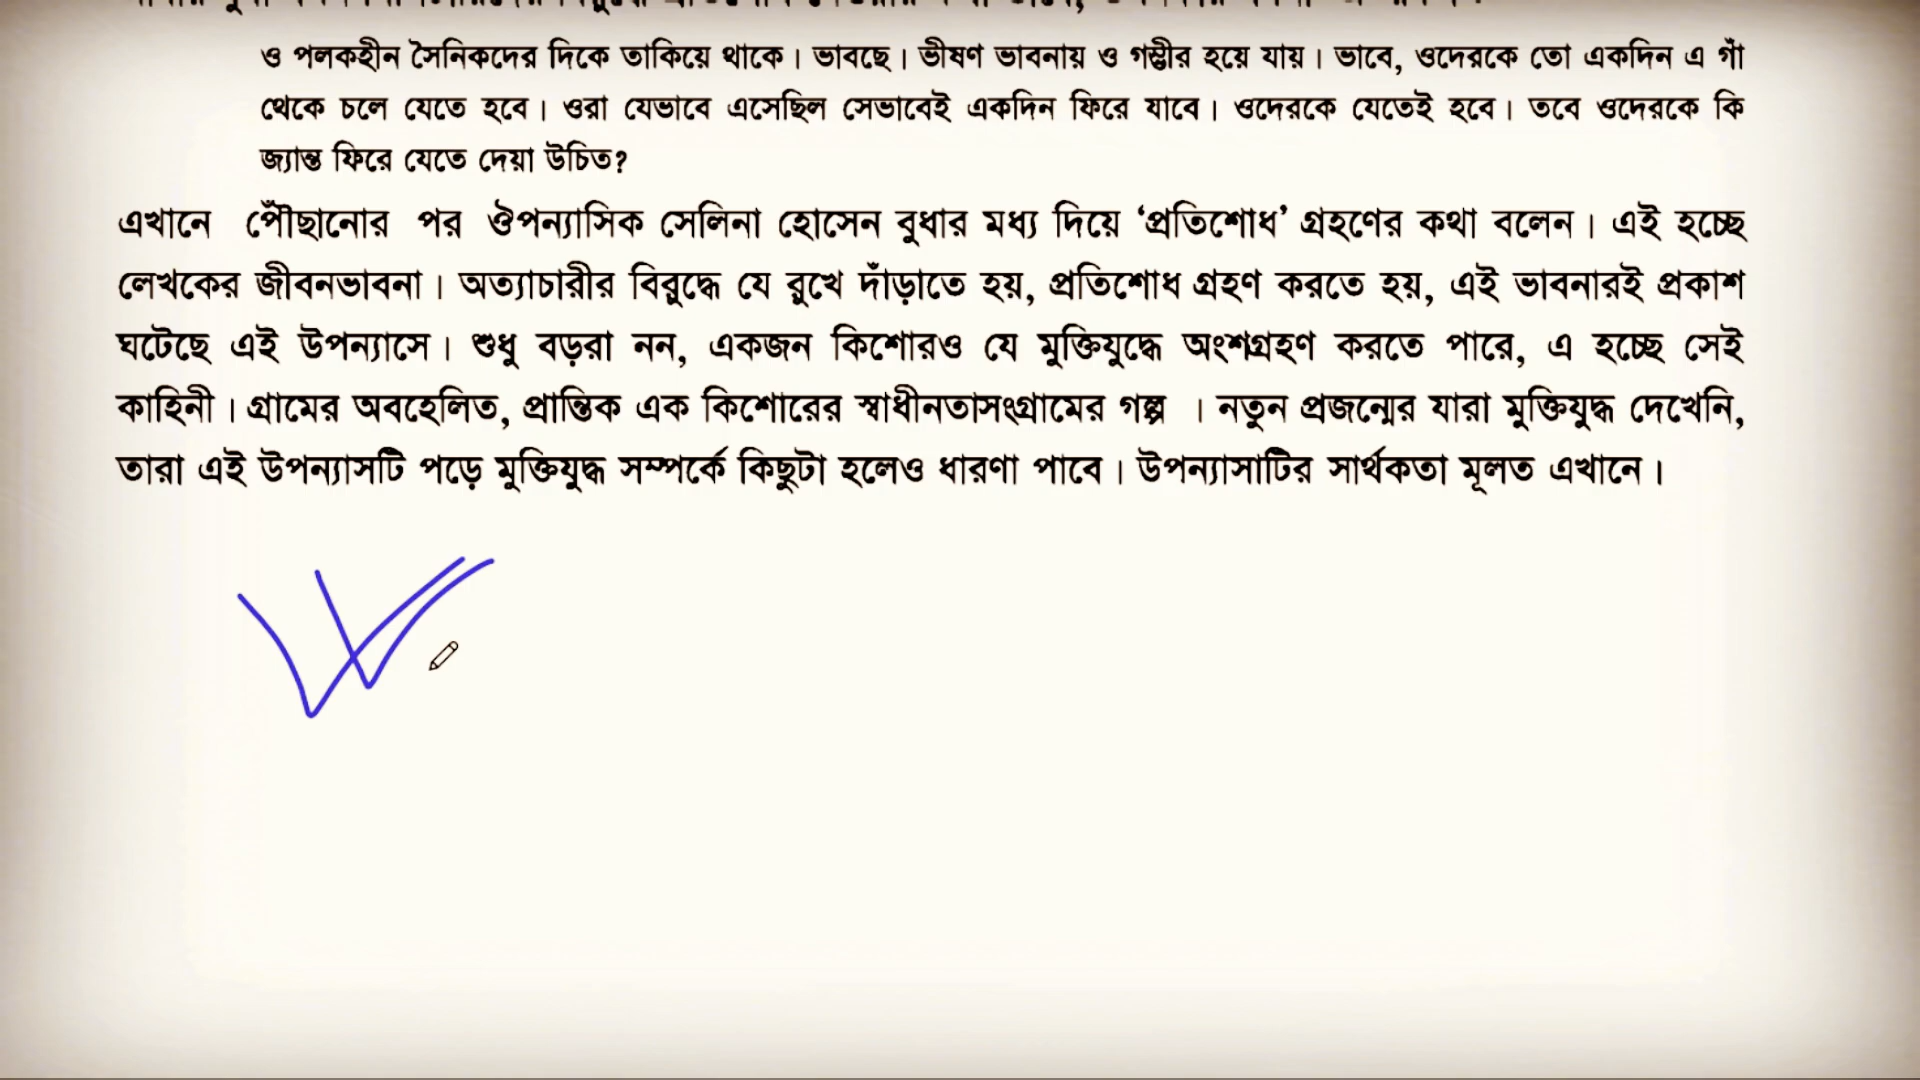 ও পলকহীন সৈনিকদের দিকে তাকিয়ে থাকে। ভাবছে। ভীষণ ভাবনায় ও গম্ভীর হয়ে যায়। ভাবে, ওদেরকে তো একদিন এ গাঁ
থেকে চলে যেতে হবে। ওরা যেভাবে এসেছিল সেভাবেই একদিন ফিরে যাবে। ওদেরকে যেতেই হবে। তবে ওদেরকে কি
জ্যান্ত ফিরে যেতে দেয়া উচিত?
এখানে পৌঁছানোর পর ঔপন্যাসিক সেলিনা হোসেন বুধার মধ্য দিয়ে ‘প্রতিশোধ’ গ্রহণের কথা বলেন। এই হচ্ছে
লেখকের জীবনভাবনা। অত্যাচারীর বিরুদ্ধে যে রুখে দাঁড়াতে হয়, প্রতিশোধ গ্রহণ করতে হয়, এই ভাবনারই প্রকাশ
ঘটেছে এই উপন্যাসে। শুধু বড়রা নন, একজন কিশোরও যে মুক্তিযুদ্ধে অংশগ্রহণ করতে পারে, এ হচ্ছে সেই
কাহিনী। গ্রামের অবহেলিত, প্রান্তিক এক কিশোরের স্বাধীনতাসংগ্রামের গল্প । নতুন প্রজন্মের যারা মুক্তিযুদ্ধ দেখেনি,
তারা এই উপন্যাসটি পড়ে মুক্তিযুদ্ধ সম্পর্কে কিছুটা হলেও ধারণা পাবে। উপন্যাসাটির সার্থকতা মূলত এখানে।